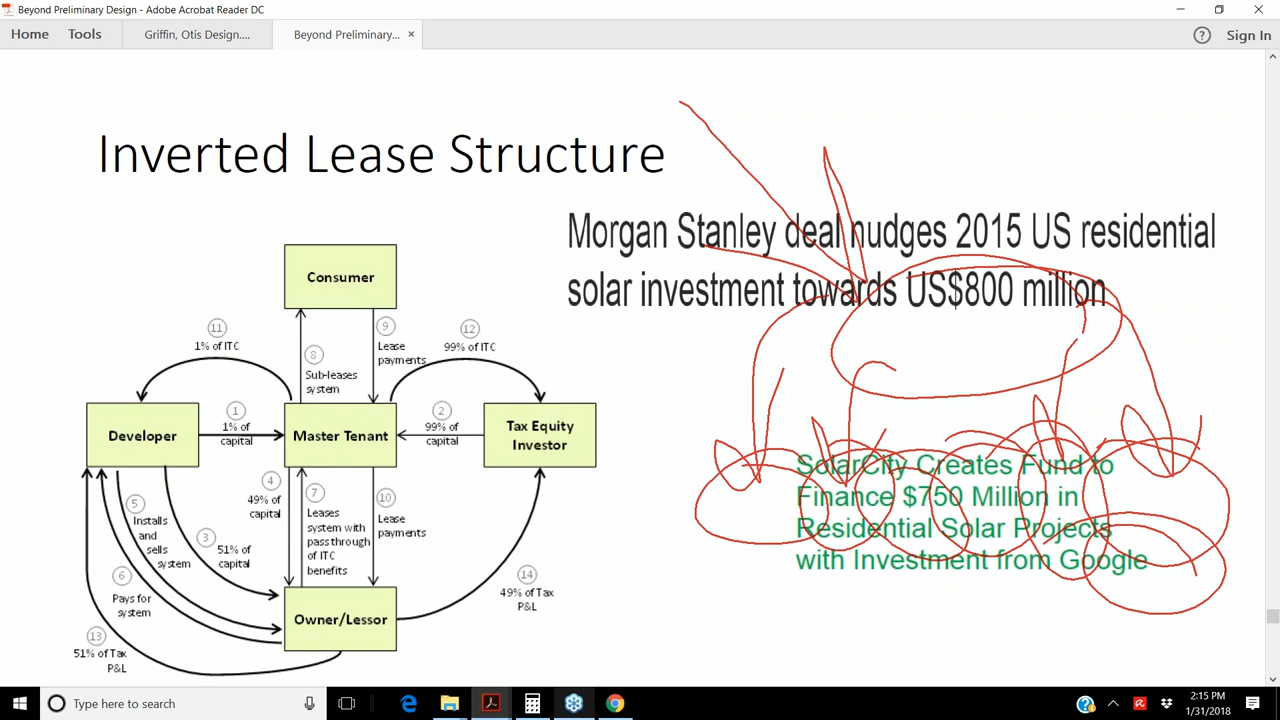 Beyond Preliminary Design - Adobe Acrobat Reader DC
Home
Tools
Griffin, Otis Design....
Beyond Preliminary...
Sign In
Inverted Lease Structure
Morgan Stanley deal nudges 2015 US residential
solar investment towards US$800 million
Consumer
11
1% of ITC
9
Lease
payments
12
99% of ITC
8
Sub-leases
system
Developer
1
1% of
capital
Master Tenant
2
99% of
capital
Tax Equity
Investor
SolarCity Creates Fund to
Finance $750 Million in
Residential Solar Projects
with Investment from Google
4
49% of
capital
7
Leases
system with
pass through
of ITC
benefits
10
Lease
payments
5
Installs
and
sells
system
3
51% of
capital
6
Pays for
system
14
49% of Tax
P&L
Owner/Lessor
13
51% of Tax
P&L
Type here to search
2:15 PM
1/31/2018